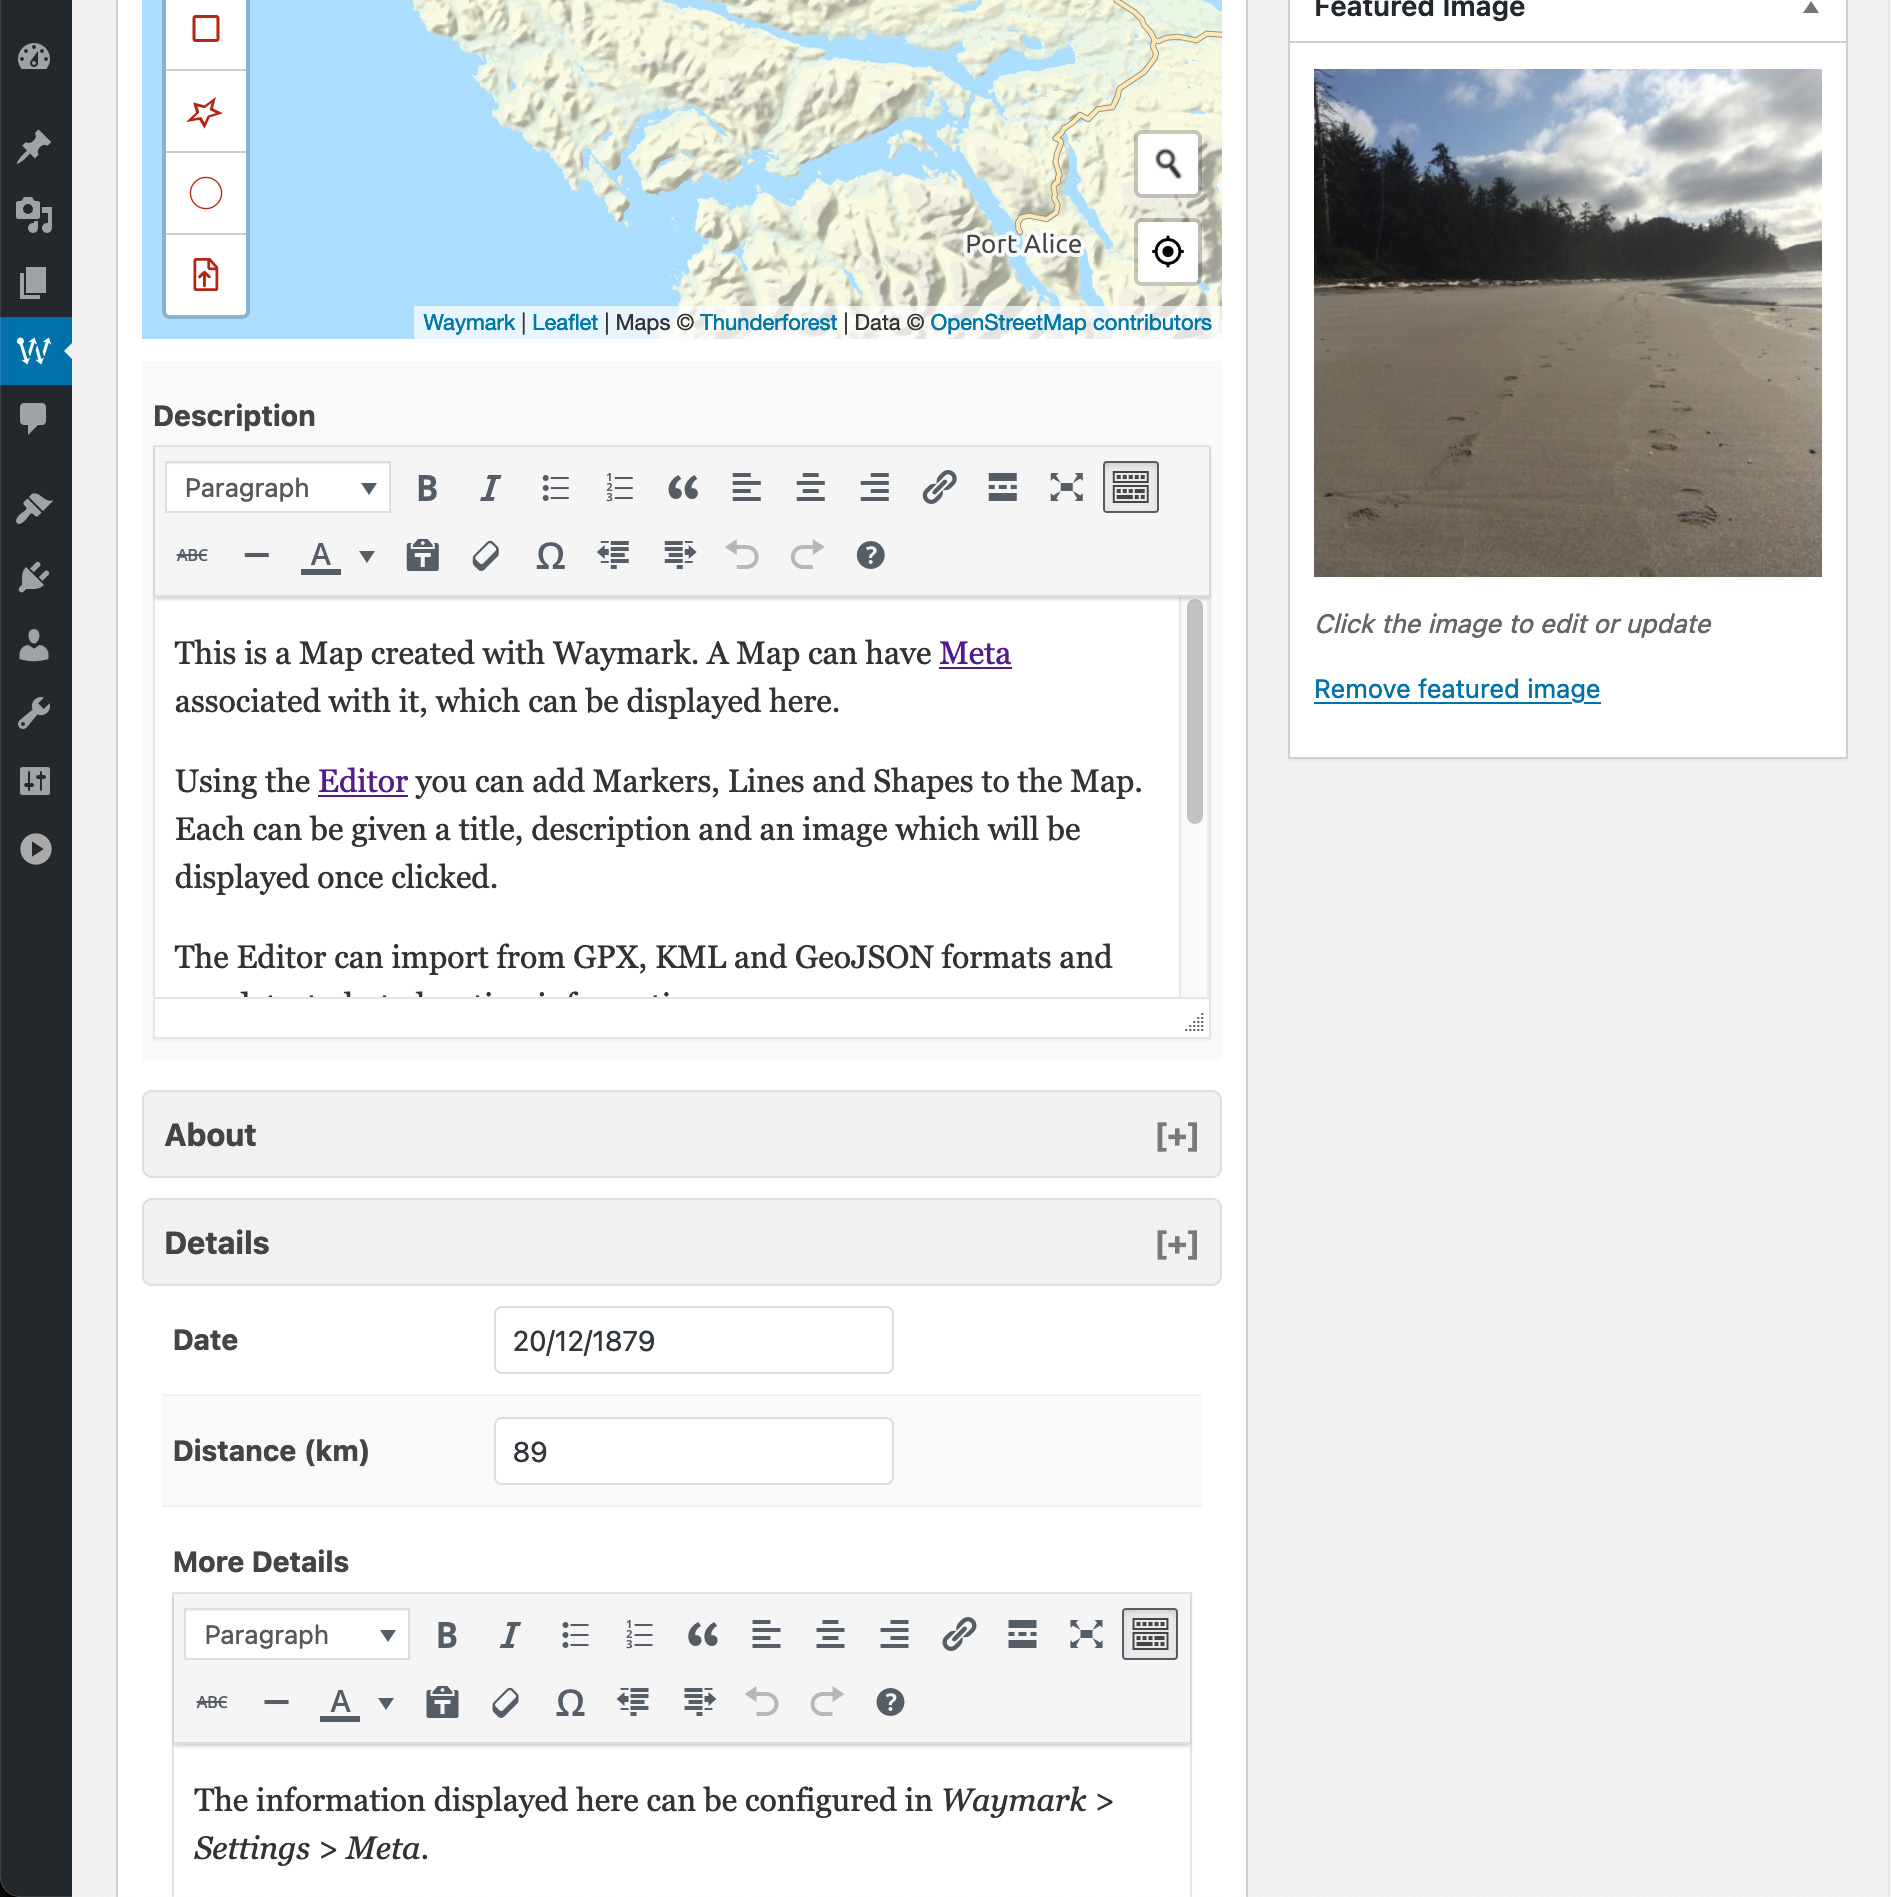 Port Alice
Waymark | Leaflet | Maps © Thunderforest | Data © OpenStreetMap contributors
Description
Paragraph
B I
ABC A Ω ?
This is a Map created with Waymark. A Map can have Meta
associated with it, which can be displayed here.
Using the Editor you can add Markers, Lines and Shapes to the Map.
Each can be given a title, description and an image which will be
displayed once clicked.
The Editor can import from GPX, KML and GeoJSON formats and
About [+]
Details [+]
Date 20/12/1879
Distance (km) 89
More Details
Paragraph
B I
ABC A Ω ?
The information displayed here can be configured in Waymark >
Settings > Meta.
Featured Image
Click the image to edit or update
Remove featured image